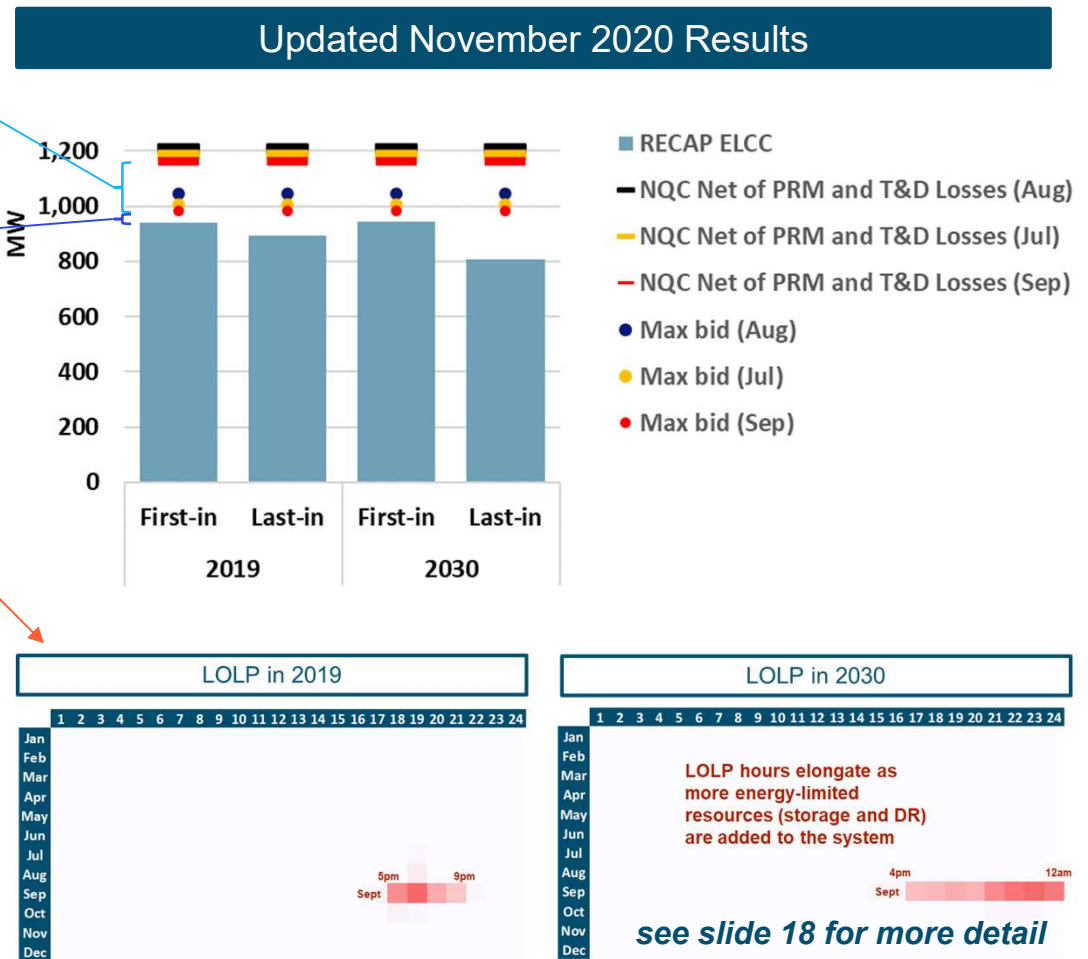 Updated November 2020 Results
1,200
1,000
800
600
400
200
0
MW
First-in Last-in First-in Last-in
2019 2030
RECAP ELCC
NQC Net of PRM and T&D Losses (Aug)
NQC Net of PRM and T&D Losses (Jul)
NQC Net of PRM and T&D Losses (Sep)
Max bid (Aug)
Max bid (Jul)
Max bid (Sep)
LOLP in 2019
1 2 3 4 5 6 7 8 9 10 11 12 13 14 15 16 17 18 19 20 21 22 23 24
Jan
Feb
Mar
Apr
May
Jun
Jul
Aug
Sep
Oct
Nov
Dec
5pm 9pm
Sept
LOLP in 2030
1 2 3 4 5 6 7 8 9 10 11 12 13 14 15 16 17 18 19 20 21 22 23 24
Jan
Feb
Mar
Apr
May
Jun
Jul
Aug
Sep
Oct
Nov
Dec
LOLP hours elongate as
more energy-limited
resources (storage and DR)
are added to the system
4pm 12am
Sept
see slide 18 for more detail